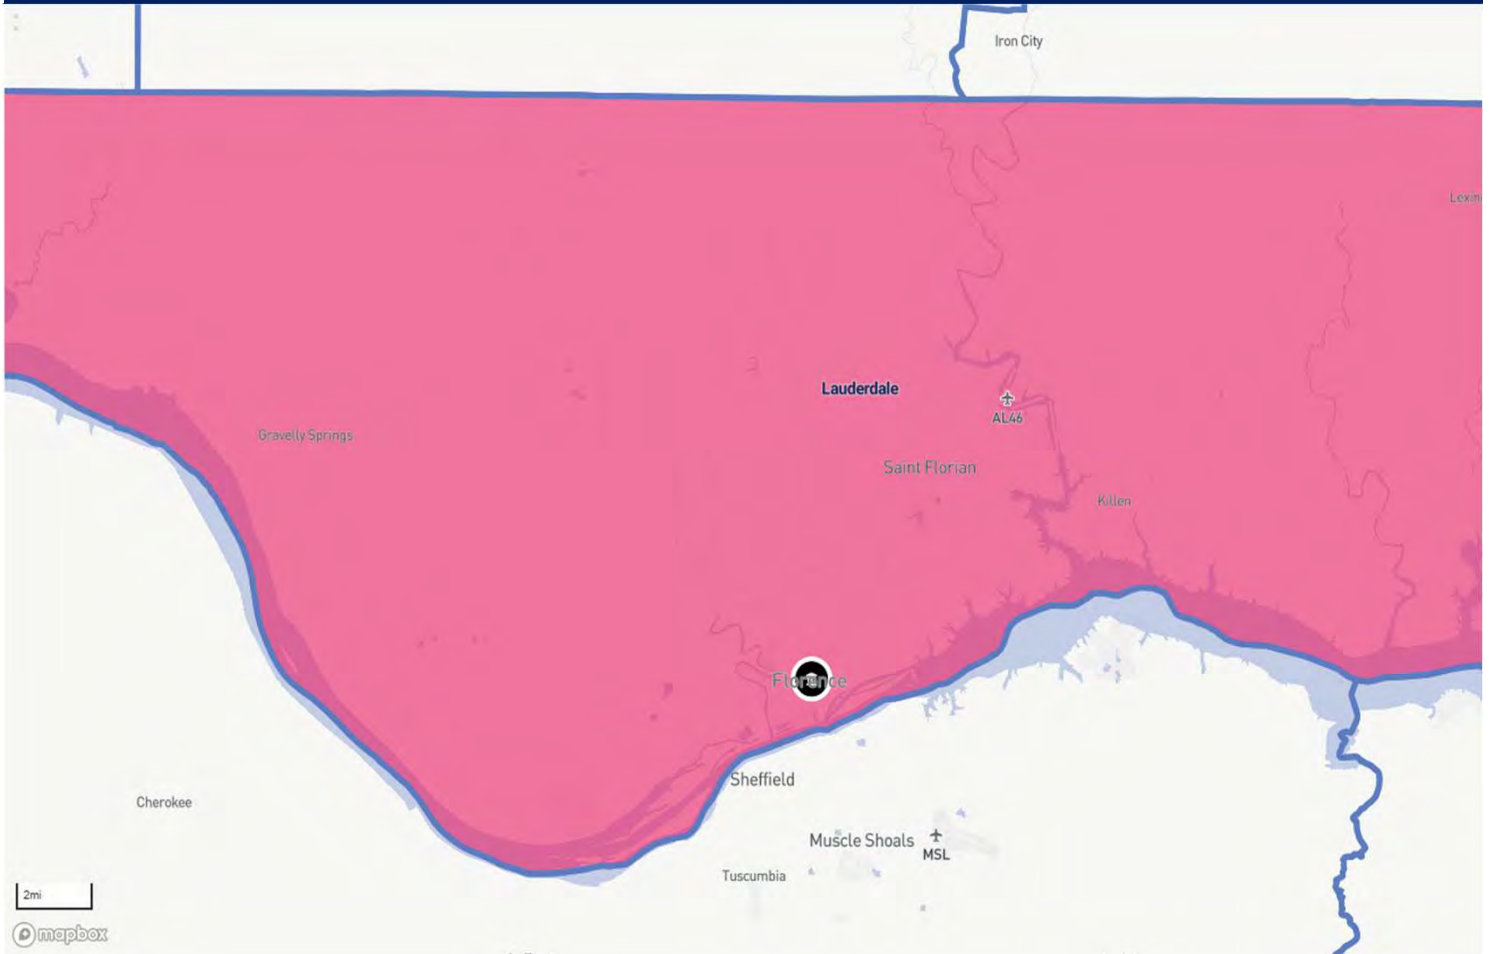 Iron City
Lexin
Lauderdale
AL46
Gravelly Springs
Saint Florian
Killen
Florence
Sheffield
Cherokee
Muscle Shoals
MSL
Tuscumbia
2mi
mapbox